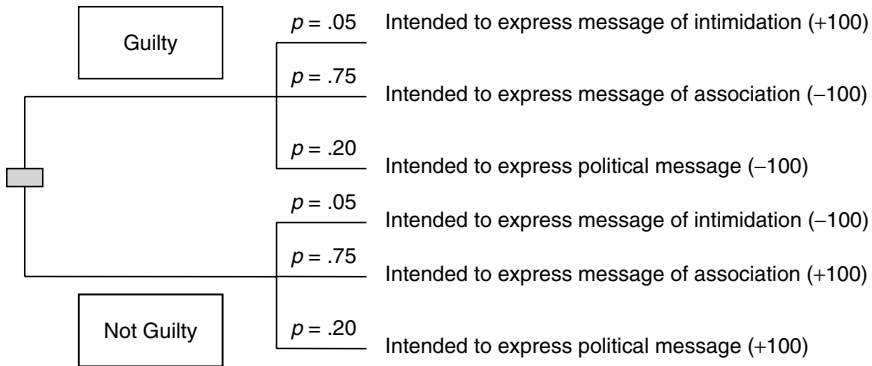 Guilty
p = .05 Intended to express message of intimidation (+100)
p = .75 Intended to express message of association (−100)
p = .20 Intended to express political message (−100)
p = .05 Intended to express message of intimidation (−100)
p = .75 Intended to express message of association (+100)
Not Guilty
p = .20 Intended to express political message (+100)